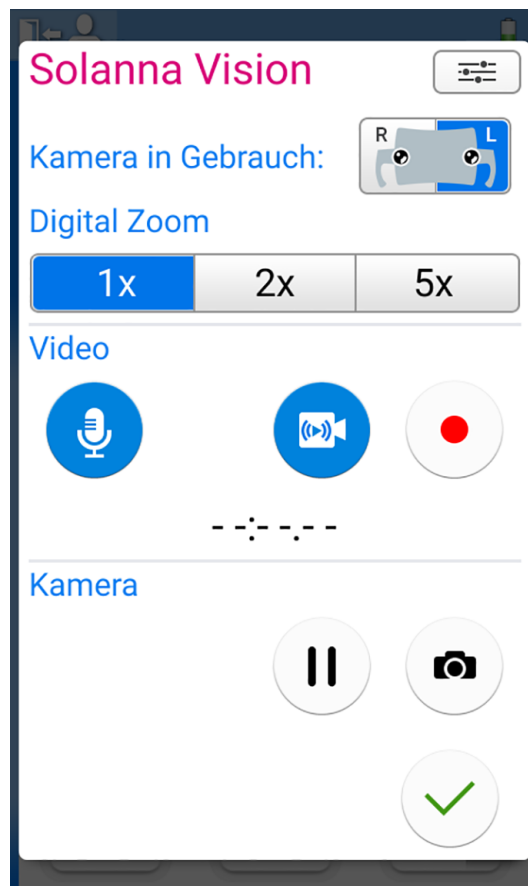 Solanna Vision
Kamera in Gebrauch:
R L
Digital Zoom
1x 2x 5x
Video
- -:- -.- -
Kamera